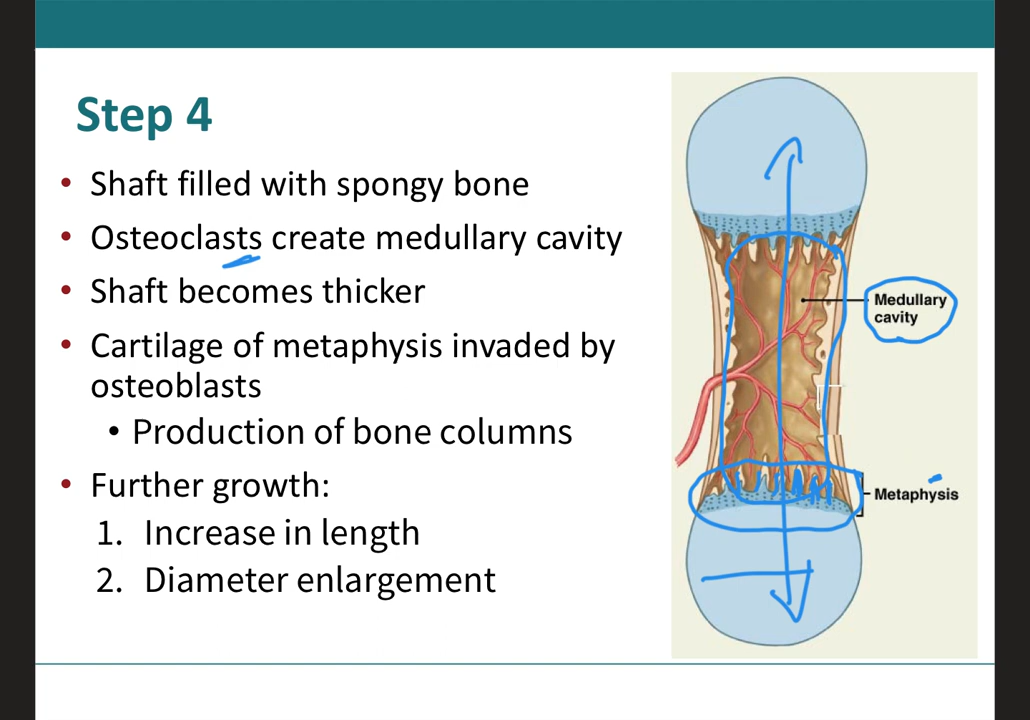 Step 4
• Shaft filled with spongy bone
• Osteoclasts create medullary cavity
• Shaft becomes thicker
• Cartilage of metaphysis invaded by
osteoblasts
• Production of bone columns
• Further growth:
1. Increase in length
2. Diameter enlargement
Medullary
cavity
Metaphysis